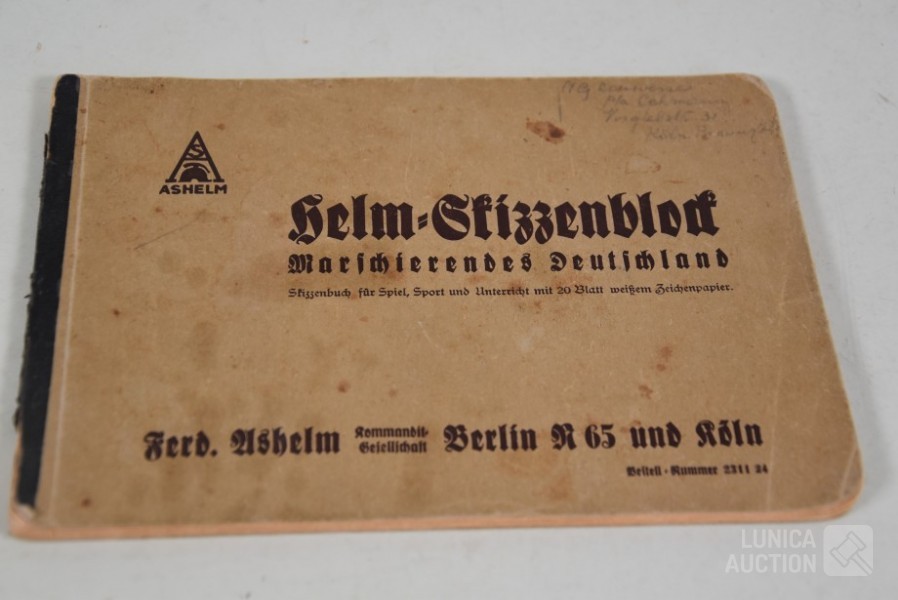 ASHELM
Helm-Skizzenblock
Marschierendes Deutschland
Skizzenbuch für Spiel, Sport und Unterricht mit 20 Blatt weißem Zeichenpapier.
Ferd. Ashelm Kommandit-Gesellschaft Berlin N 65 und Köln
Bestell-Nummer 2311 24
LUNICA
AUCTION